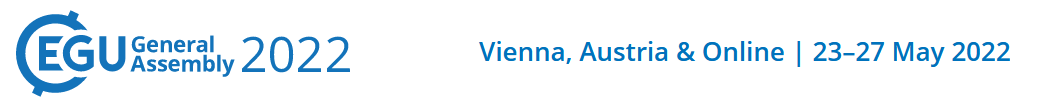 EGU General Assembly 2022
Vienna, Austria & Online | 23–27 May 2022